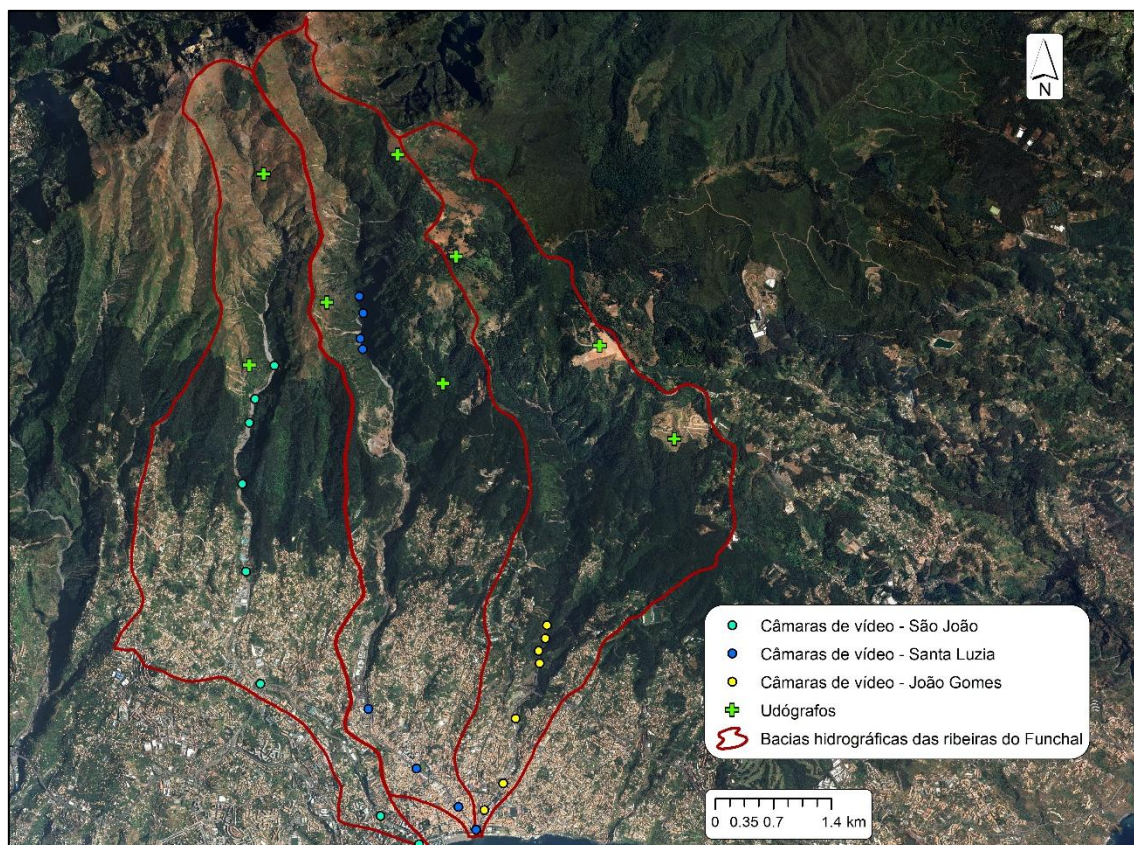 N
Câmaras de vídeo - São João
Câmaras de vídeo - Santa Luzia
Câmaras de vídeo - João Gomes
Udógrafos
Bacias hidrográficas das ribeiras do Funchal
0 0.35 0.7 1.4 km